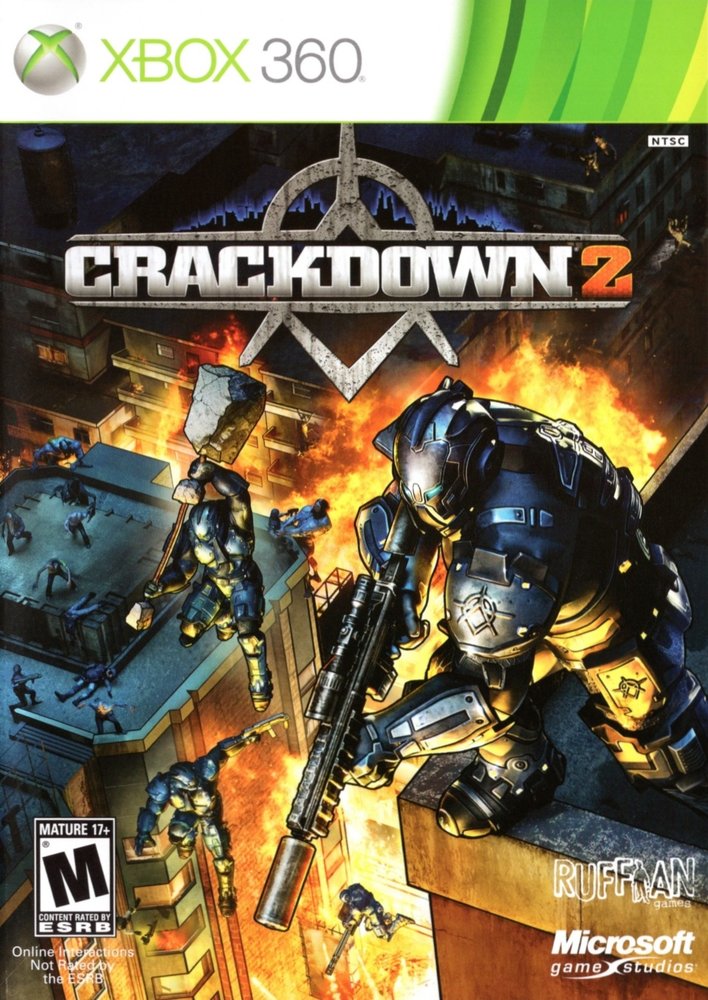 XBOX 360
NTSC
CRACKDOWN 2
MATURE 17+
M
CONTENT RATED BY
ESRB
Online Interactions
Not Rated by
the ESRB
RUFFIAN
games
Microsoft
game studios